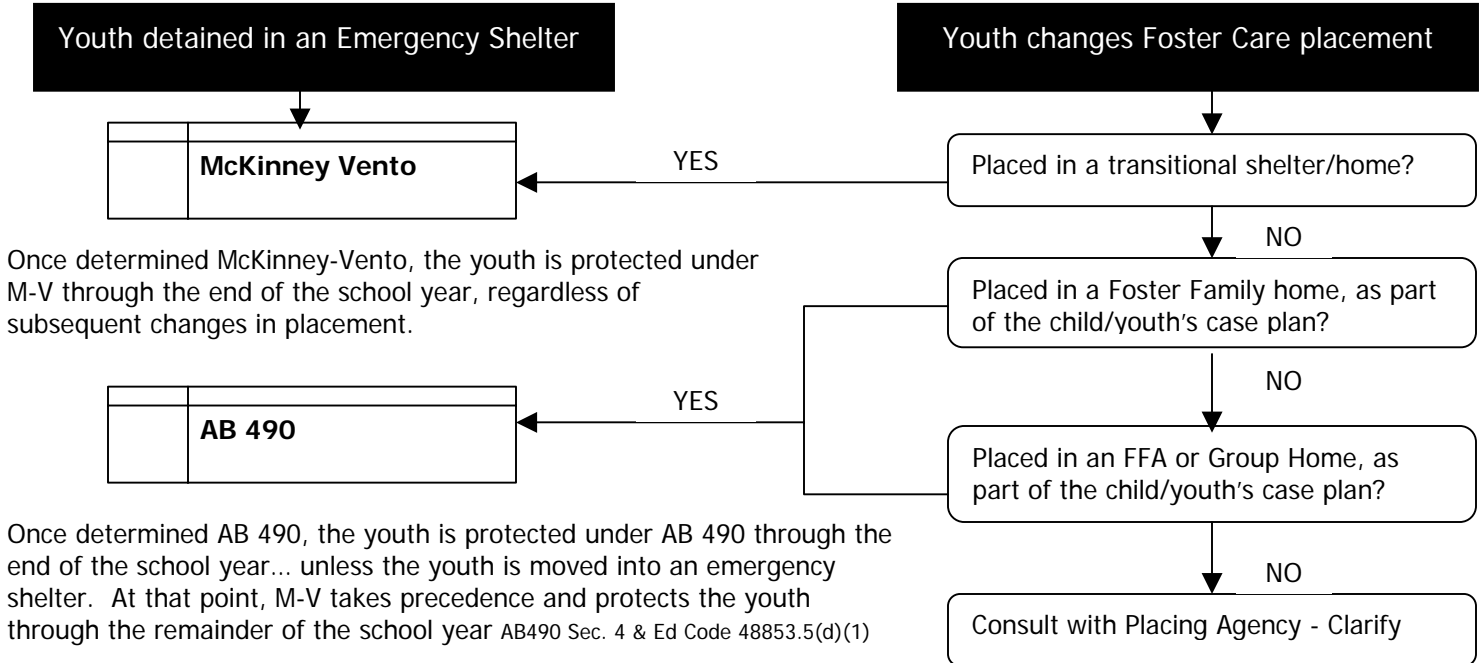 Youth detained in an Emergency Shelter
Youth changes Foster Care placement
McKinney Vento
YES
Placed in a transitional shelter/home?
NO
Once determined McKinney-Vento, the youth is protected under
M-V through the end of the school year, regardless of
subsequent changes in placement.
Placed in a Foster Family home, as part
of the child/youth's case plan?
NO
AB 490
YES
Placed in an FFA or Group Home, as
part of the child/youth's case plan?
Once determined AB 490, the youth is protected under AB 490 through the
end of the school year... unless the youth is moved into an emergency
shelter. At that point, M-V takes precedence and protects the youth
through the remainder of the school year AB490 Sec. 4 & Ed Code 48853.5(d)(1)
NO
Consult with Placing Agency - Clarify